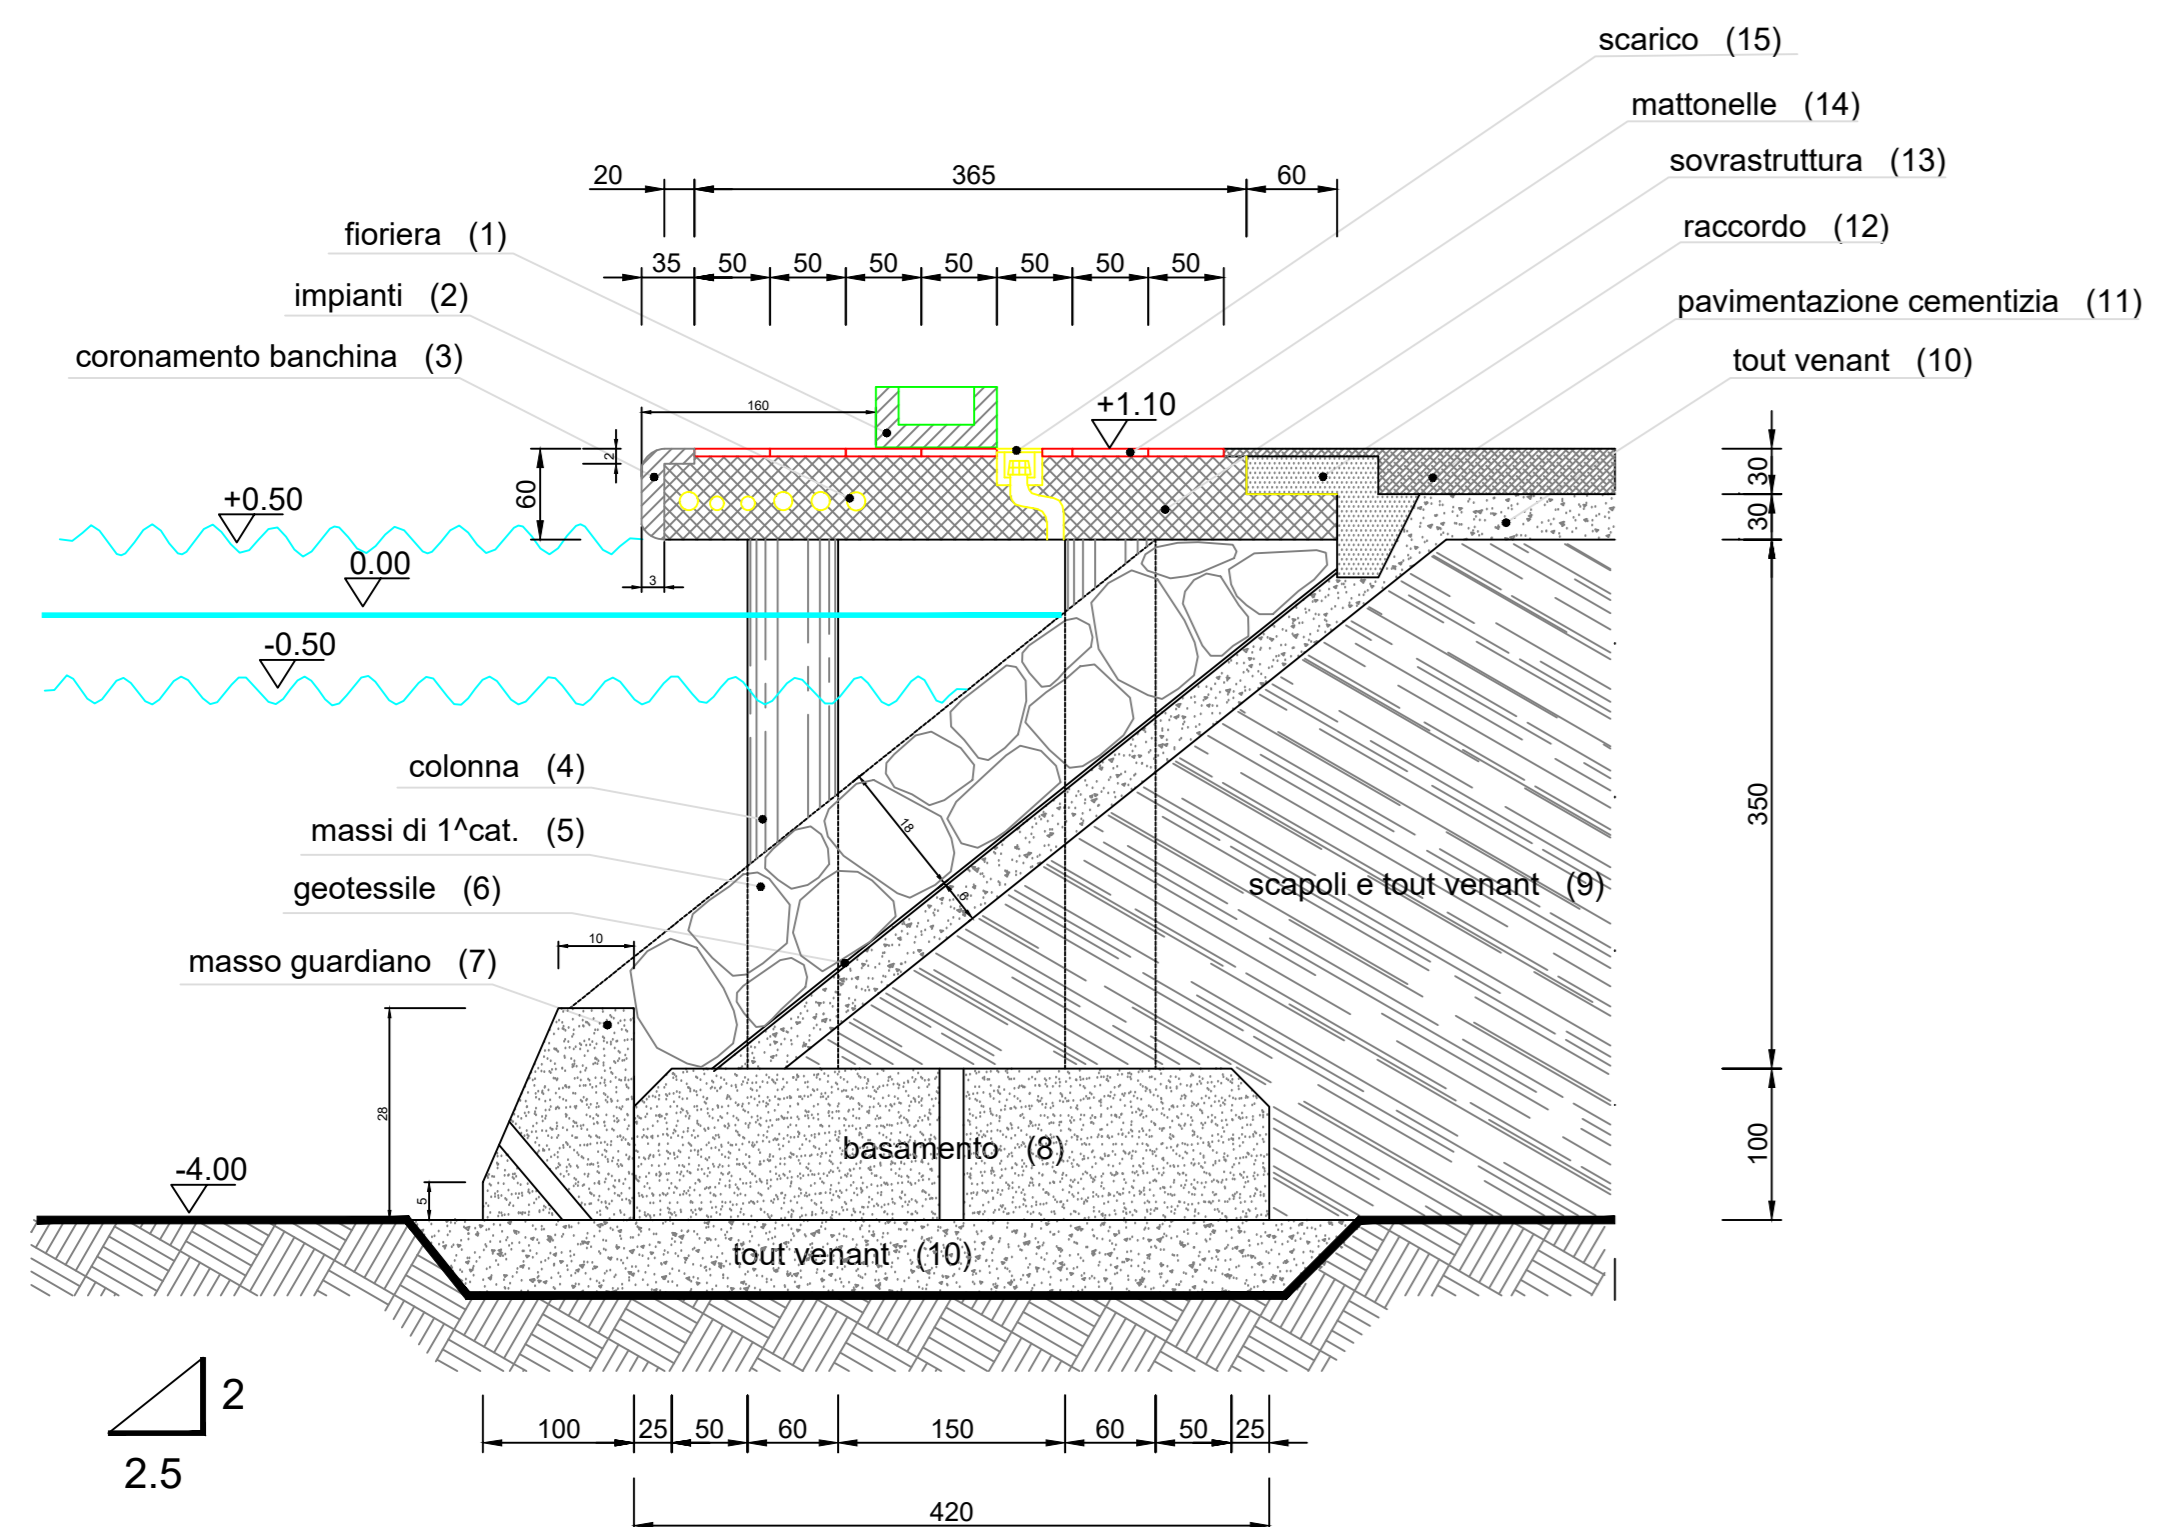 scarico (15)
mattonelle (14)
sovrastruttura (13)
20 365 60
raccordo (12)
fioriera (1)
35 50 50 50 50 50 50 50
impianti (2)
pavimentazione cementizia (11)
coronamento banchina (3)
tout venant (10)
160
+1.10
2
30
60
+0.50
30
0.00
3
-0.50
colonna (4)
350
massi di 1^cat. (5)
18
geotessile (6)
scapoli e tout venant (9)
6
10
masso guardiano (7)
28
basamento (8)
100
-4.00
5
tout venant (10)
2
2.5
100 25 50 60 150 60 50 25
420